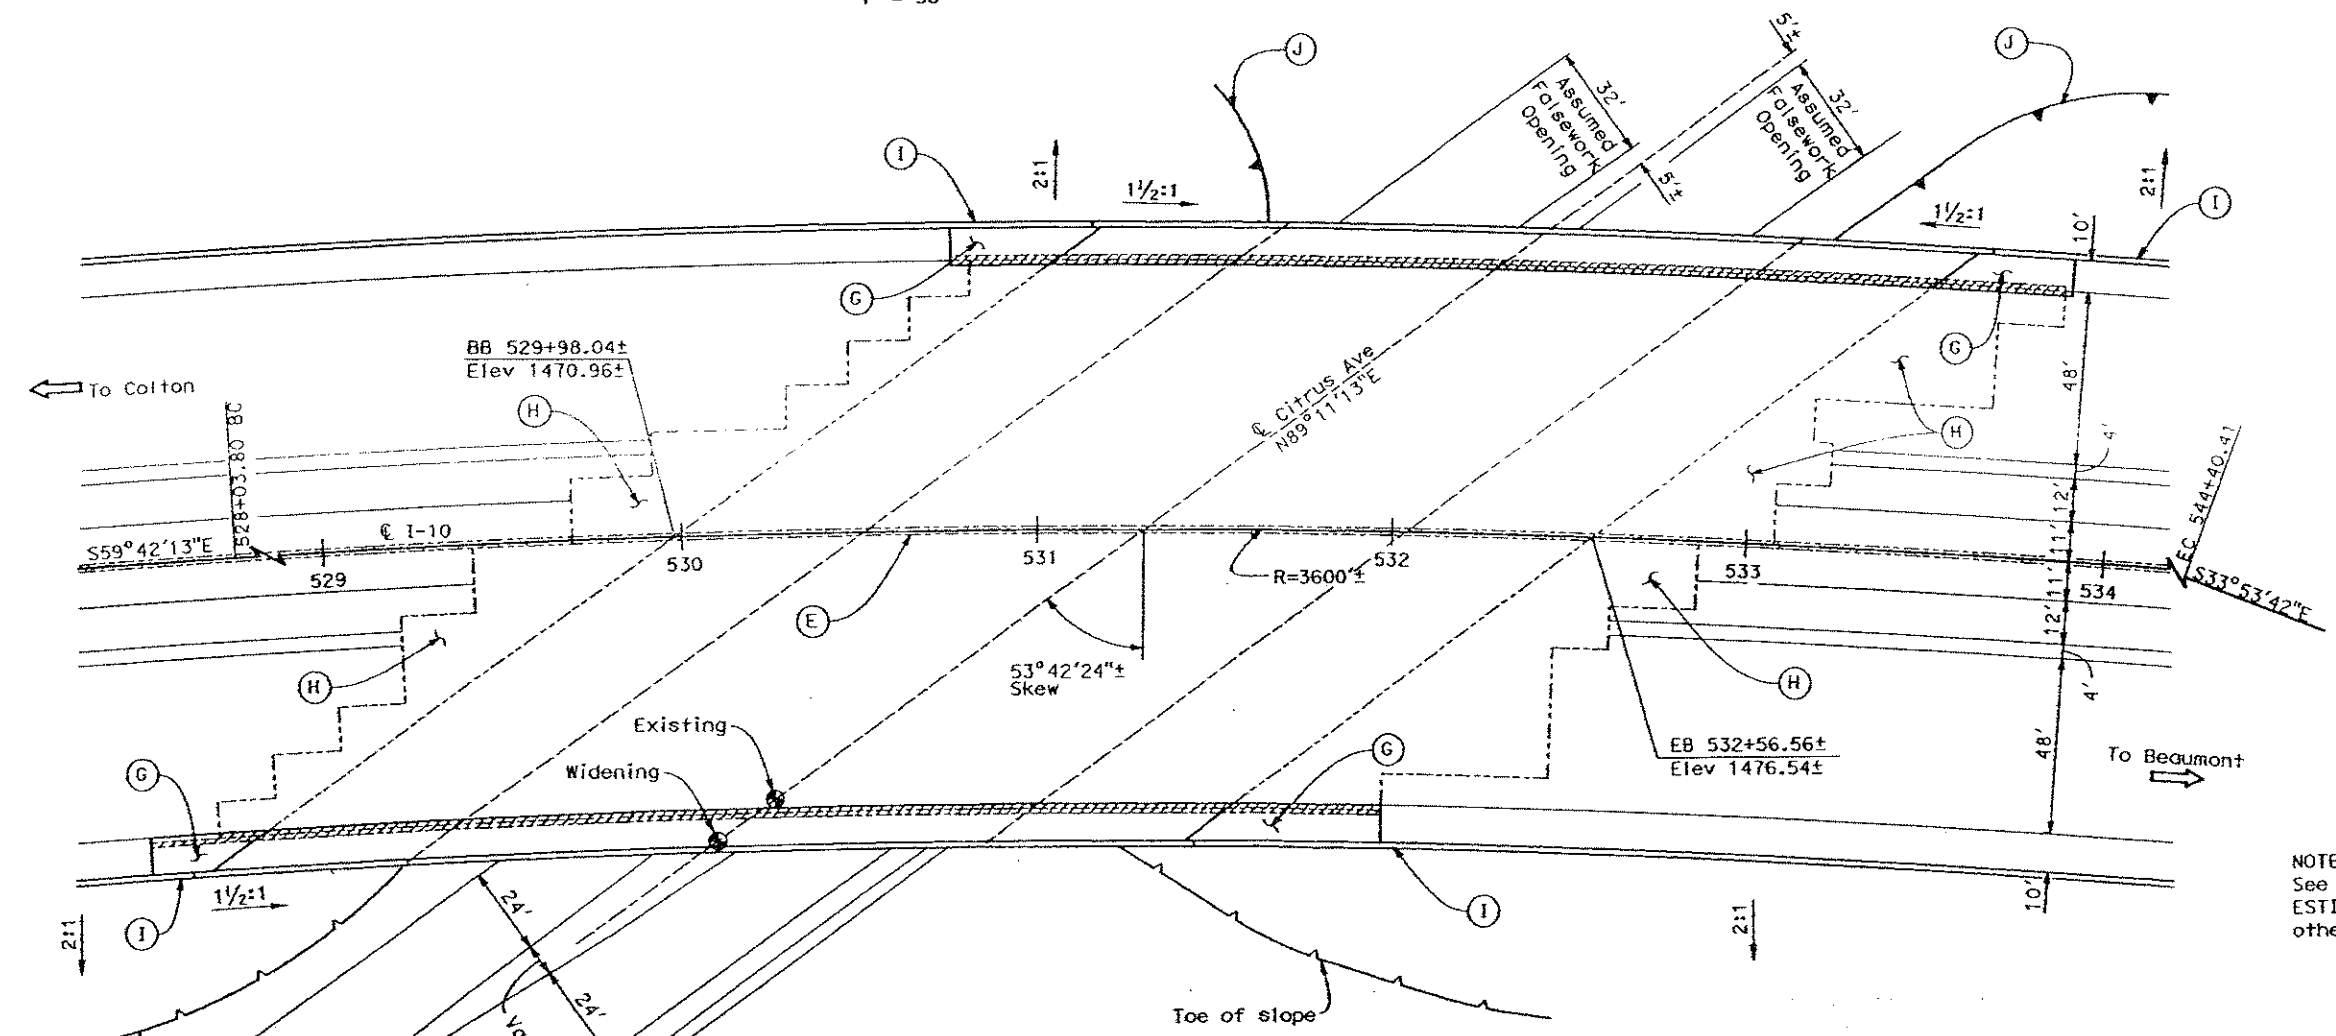 J
J
5'±
32'
Assumed
Falsework
Opening
32'
Assumed
Falsework
Opening
5'±
I
2:1
1½:1
2:1
1½:1
I
10'
G
G
BB 529+98.04±
Elev 1470.96±
To Colton
H
528+03.80 BC
₵ Citrus Ave
N89°11'13"E
48'
H
4'
EC 544+40.41
₵ I-10
S59°42'13"E
12'
11'
529
530
531
532
533
534
R=3600'±
11'
12'
S33°53'42"E
E
53°42'24"±
Skew
H
H
4'
Existing
Widening
G
G
EB 532+56.56±
Elev 1476.54±
48'
To Beaumont
I
1½:1
2:1
24'
24'
I
2:1
10'
Toe of slope
NOTE
See
ESTI
othe